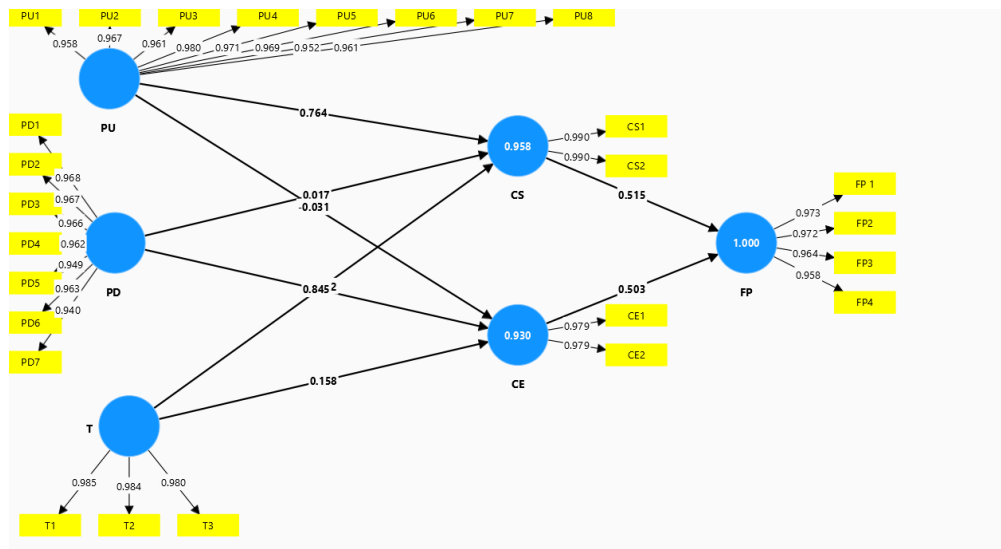 PU1 PU2 PU3 PU4 PU5 PU6 PU7 PU8
0.958 0.967 0.961 0.980 0.971 0.969 0.952 0.961
PU
0.764
PD1
PD2
PD3
PD4
PD5
PD6
PD7
0.968
0.967
0.966
0.962
0.949
0.963
0.940
PD
0.017
-0.031
0.845
2
0.158
T
0.985 0.984 0.980
T1 T2 T3
0.958
CS
0.990
0.990
CS1
CS2
0.515
0.930
CE
0.979
0.979
CE1
CE2
0.503
1.000
FP
0.973
0.972
0.964
0.958
FP 1
FP2
FP3
FP4